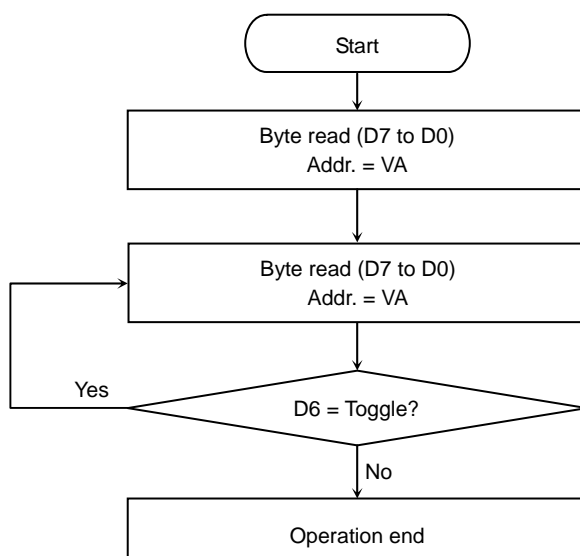 Start
Byte read (D7 to D0)
Addr. = VA
Byte read (D7 to D0)
Addr. = VA
Yes
D6 = Toggle?
No
Operation end